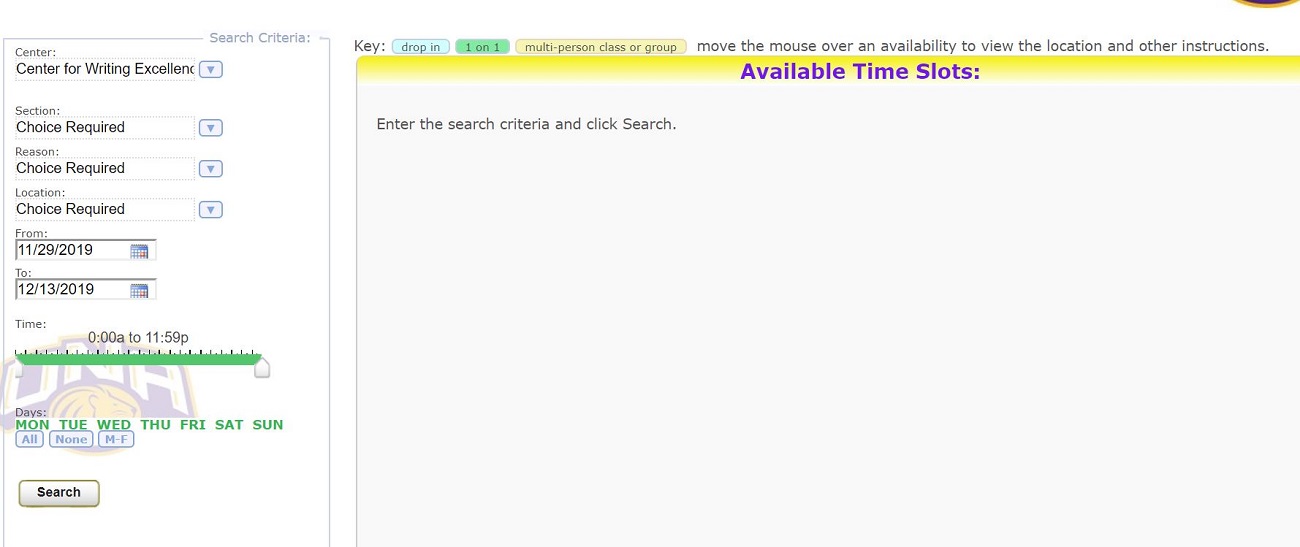 Search Criteria:
Center:
Center for Writing Excellenc
Section:
Choice Required
Reason:
Choice Required
Location:
Choice Required
From:
11/29/2019
To:
12/13/2019
Time:
0:00a to 11:59p
UNA
Days:
MON TUE WED THU FRI SAT SUN
All None M-F
Search
Key: drop in 1 on 1 multi-person class or group move the mouse over an availability to view the location and other instructions.
Available Time Slots:
Enter the search criteria and click Search.